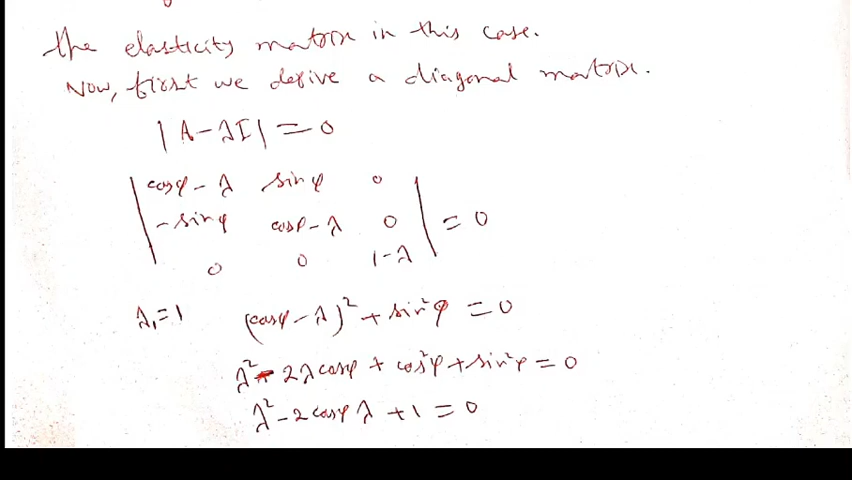 the elasticity matrix in this case.
Now, first we derive a diagonal matrix.
|A-λI| = 0
| cosφ-λ sinφ 0 |
| -sinφ cosφ-λ 0 | = 0
| 0 0 1-λ |
λ₁=1 (cosφ-λ)² + sin²φ = 0
λ² - 2λcosφ + cos²φ + sin²φ = 0
λ² - 2cosφ λ + 1 = 0